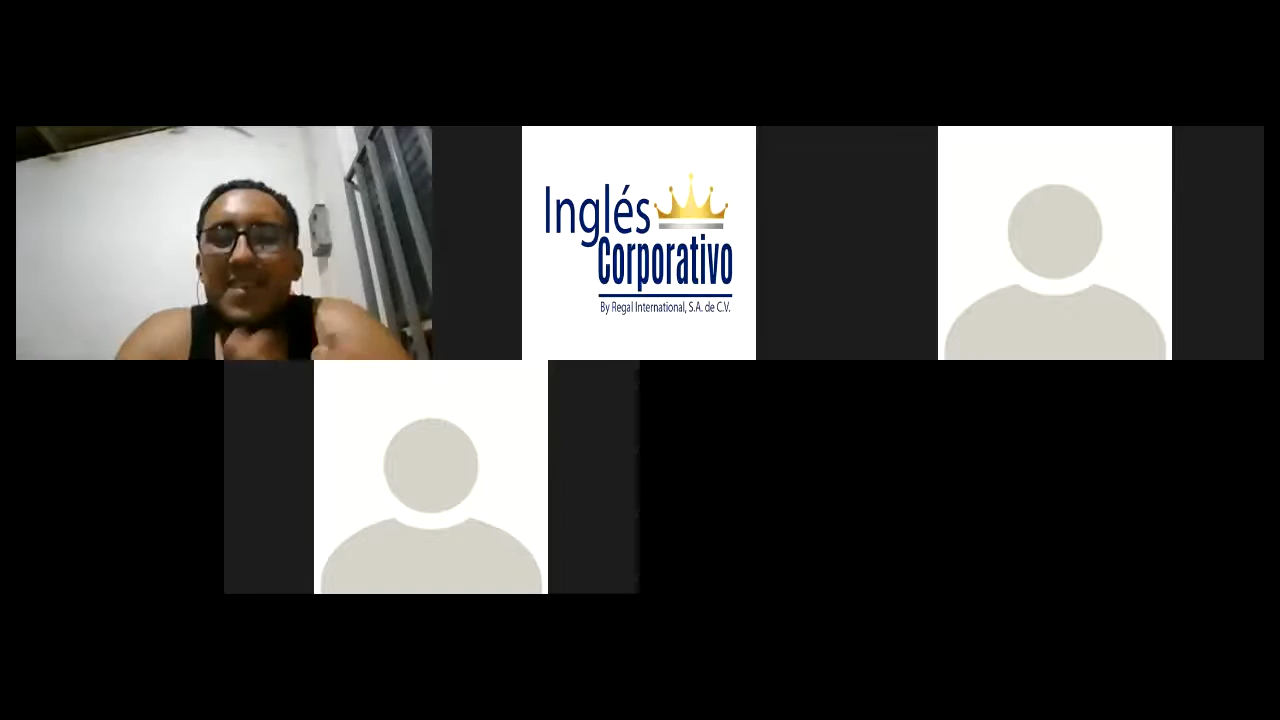 Inglés
Corporativo
By Regal International, S.A. de C.V.